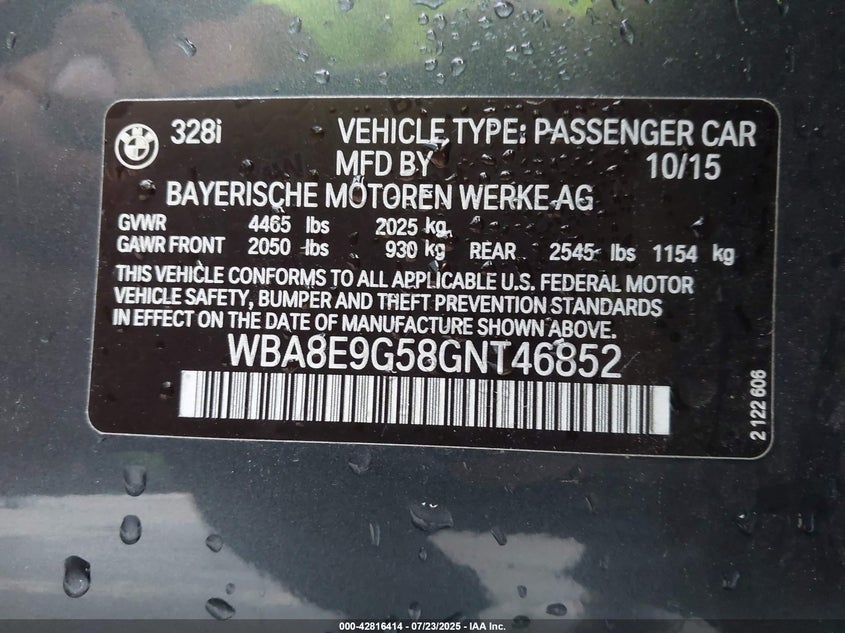 328i VEHICLE TYPE: PASSENGER CAR
MFD BY 10/15
BAYERISCHE MOTOREN WERKE AG
GVWR 4465 lbs 2025 kg
GAWR FRONT 2050 lbs 930 kg REAR 2545 lbs 1154 kg
THIS VEHICLE CONFORMS TO ALL APPLICABLE U.S. FEDERAL MOTOR
VEHICLE SAFETY, BUMPER AND THEFT PREVENTION STANDARDS
IN EFFECT ON THE DATE OF MANUFACTURE SHOWN ABOVE.
WBA8E9G58GNT46852
2 122 606
000-42816414 - 07/23/2025 - IAA Inc.